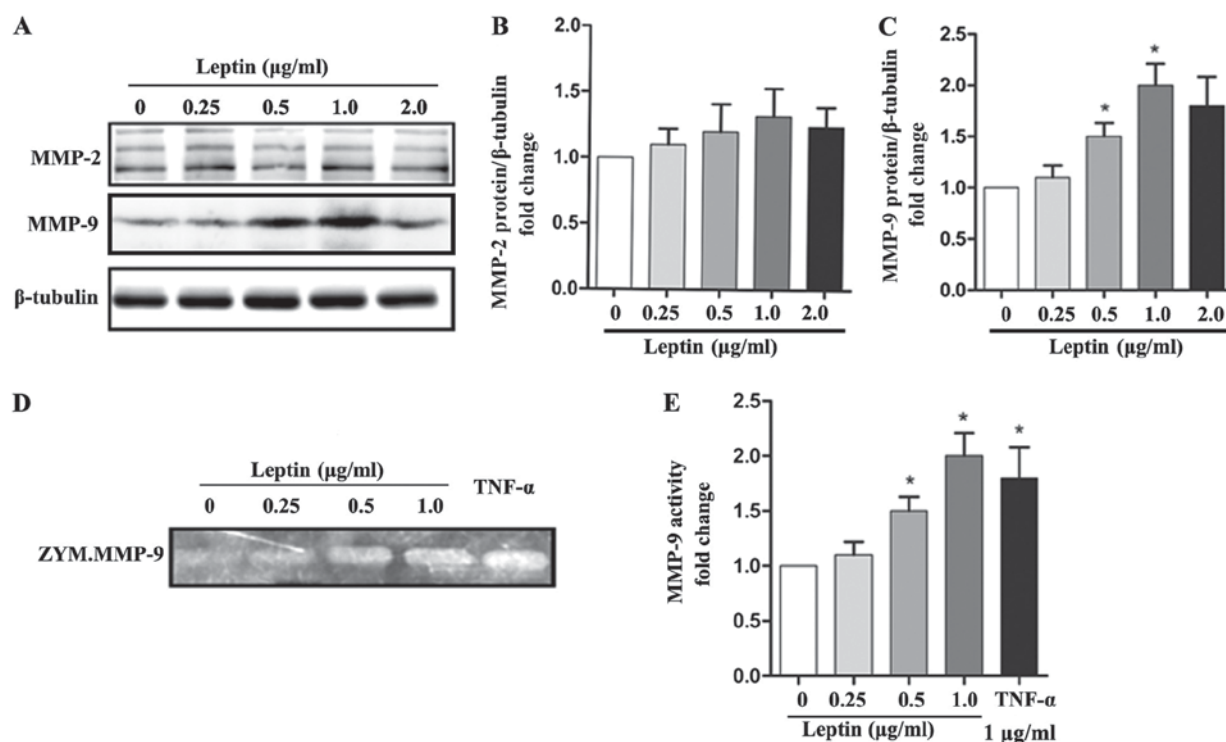 A
Leptin (μg/ml)
0 0.25 0.5 1.0 2.0
MMP-2
MMP-9
β-tubulin
B
MMP-2 protein/β-tubulin
fold change
2.0
1.5
1.0
0.5
0.0
0 0.25 0.5 1.0 2.0
Leptin (μg/ml)
C
MMP-9 protein/β-tubulin
fold change
2.5
2.0
1.5
1.0
0.5
0.0
* *
0 0.25 0.5 1.0 2.0
Leptin (μg/ml)
D
Leptin (μg/ml)
TNF-α
0 0.25 0.5 1.0
ZYM.MMP-9
E
MMP-9 activity
fold change
2.5
2.0
1.5
1.0
0.5
0.0
* * *
0 0.25 0.5 1.0 TNF-α
Leptin (μg/ml) 1 μg/ml